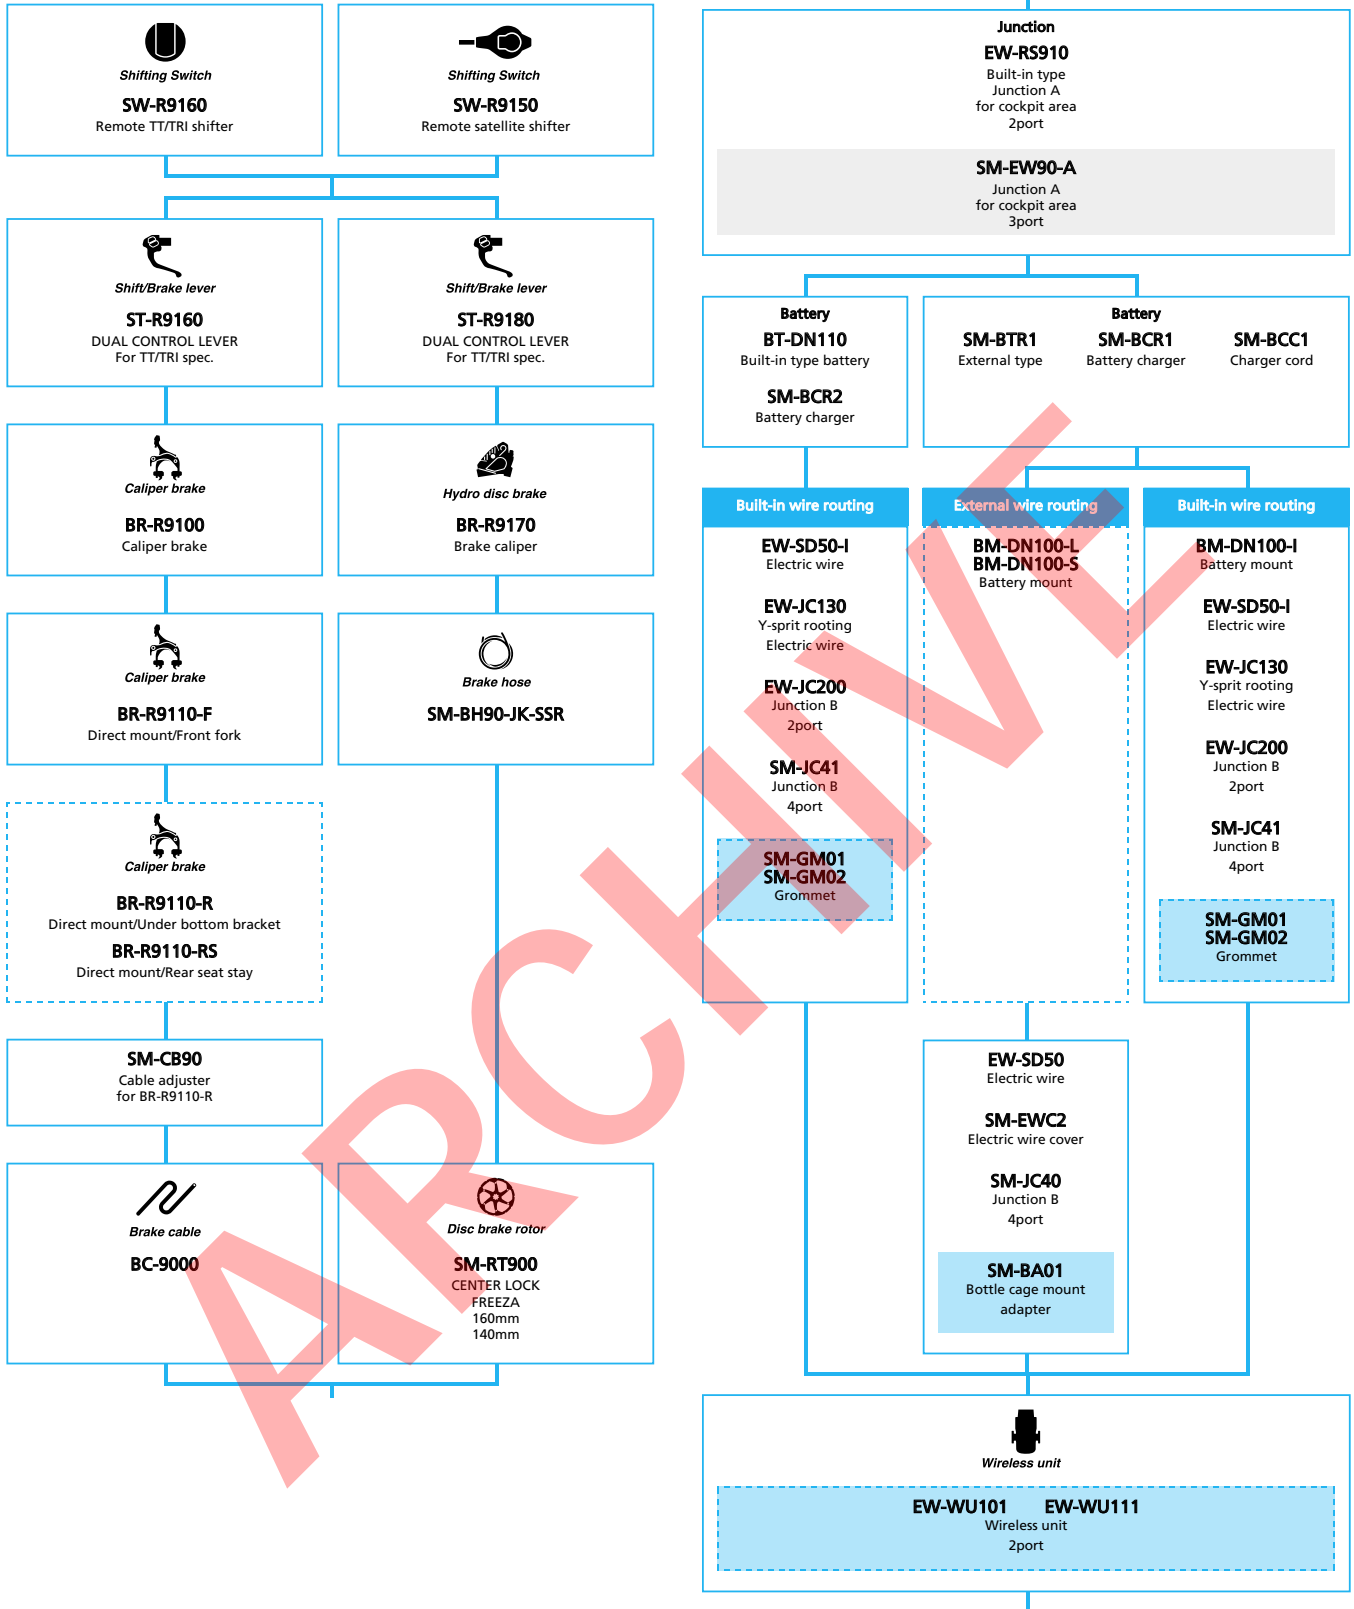 Shifting Switch
SW-R9160
Remote TT/TRI shifter
Shifting Switch
SW-R9150
Remote satellite shifter
Shift/Brake lever
ST-R9160
DUAL CONTROL LEVER
For TT/TRI spec.
Shift/Brake lever
ST-R9180
DUAL CONTROL LEVER
For TT/TRI spec.
Caliper brake
BR-R9100
Caliper brake
Hydro disc brake
BR-R9170
Brake caliper
Caliper brake
BR-R9110-F
Direct mount/Front fork
Brake hose
SM-BH90-JK-SSR
Caliper brake
BR-R9110-R
Direct mount/Under bottom bracket
BR-R9110-RS
Direct mount/Rear seat stay
SM-CB90
Cable adjuster
for BR-R9110-R
Brake cable
BC-9000
Disc brake rotor
SM-RT900
CENTER LOCK
FREEZA
160mm
140mm
Junction
EW-RS910
Built-in type
Junction A
for cockpit area
2port
SM-EW90-A
Junction A
for cockpit area
3port
Battery
BT-DN110
Built-in type battery
SM-BCR2
Battery charger
Battery
SM-BTR1
External type
SM-BCR1
Battery charger
SM-BCC1
Charger cord
Built-in wire routing
EW-SD50-I
Electric wire
EW-JC130
Y-sprit rooting
Electric wire
EW-JC200
Junction B
2port
SM-JC41
Junction B
4port
SM-GM01
SM-GM02
Grommet
External wire routing
BM-DN100-L
BM-DN100-S
Battery mount
Built-in wire routing
BM-DN100-I
Battery mount
EW-SD50-I
Electric wire
EW-JC130
Y-sprit rooting
Electric wire
EW-JC200
Junction B
2port
SM-JC41
Junction B
4port
SM-GM01
SM-GM02
Grommet
EW-SD50
Electric wire
SM-EWC2
Electric wire cover
SM-JC40
Junction B
4port
SM-BA01
Bottle cage mount
adapter
Wireless unit
EW-WU101 EW-WU111
Wireless unit
2port
ARCHIVE